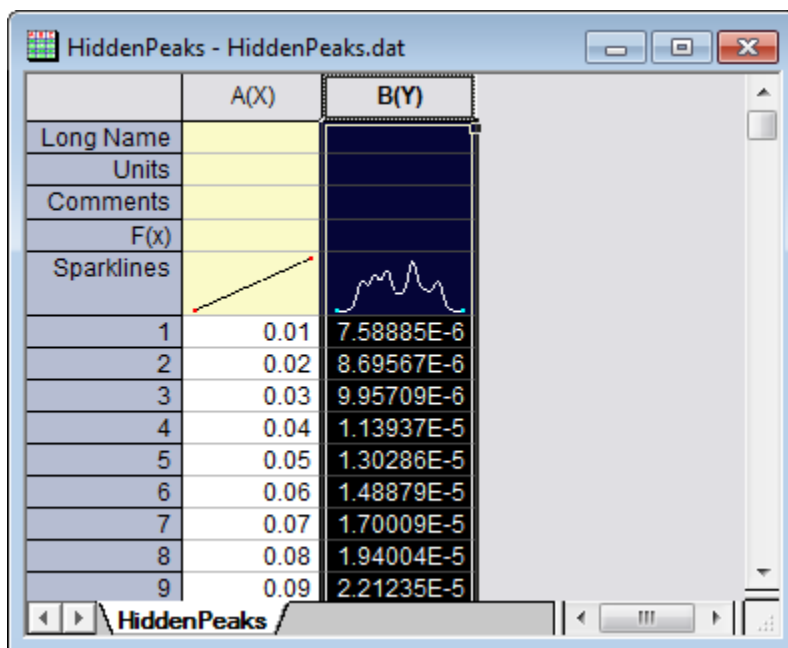 HiddenPeaks - HiddenPeaks.dat
A(X) B(Y)
Long Name
Units
Comments
F(x)
Sparklines
1 0.01 7.58885E-6
2 0.02 8.69567E-6
3 0.03 9.95709E-6
4 0.04 1.13937E-5
5 0.05 1.30286E-5
6 0.06 1.48879E-5
7 0.07 1.70009E-5
8 0.08 1.94004E-5
9 0.09 2.21235E-5
HiddenPeaks